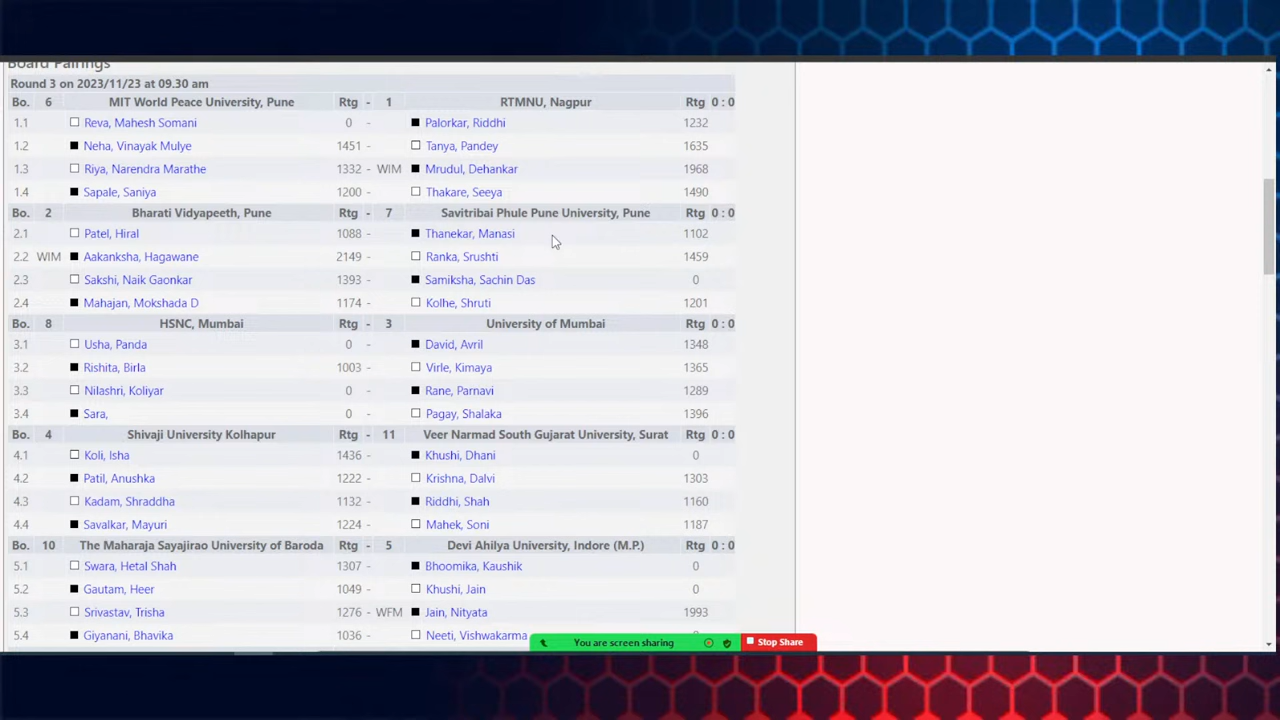 Board Pairings
Round 3 on 2023/11/23 at 09.30 am
Bo. 6 MIT World Peace University, Pune Rtg - 1 RTMNU, Nagpur Rtg 0 : 0
1.1 Reva, Mahesh Somani 0 - Palorkar, Riddhi 1232
1.2 Neha, Vinayak Mulye 1451 - Tanya, Pandey 1635
1.3 Riya, Narendra Marathe 1332 - WIM Mrudul, Dehankar 1968
1.4 Sapale, Saniya 1200 - Thakare, Seeya 1490
Bo. 2 Bharati Vidyapeeth, Pune Rtg - 7 Savitribai Phule Pune University, Pune Rtg 0 : 0
2.1 Patel, Hiral 1088 - Thanekar, Manasi 1102
2.2 WIM Aakanksha, Hagawane 2149 - Ranka, Srushti 1459
2.3 Sakshi, Naik Gaonkar 1393 - Samiksha, Sachin Das 0
2.4 Mahajan, Mokshada D 1174 - Kolhe, Shruti 1201
Bo. 8 HSNC, Mumbai Rtg - 3 University of Mumbai Rtg 0 : 0
3.1 Usha, Panda 0 - David, Avril 1348
3.2 Rishita, Birla 1003 - Virle, Kimaya 1365
3.3 Nilashri, Koliyar 0 - Rane, Parnavi 1289
3.4 Sara, 0 - Pagay, Shalaka 1396
Bo. 4 Shivaji University Kolhapur Rtg - 11 Veer Narmad South Gujarat University, Surat Rtg 0 : 0
4.1 Koli, Isha 1436 - Khushi, Dhani 0
4.2 Patil, Anushka 1222 - Krishna, Dalvi 1303
4.3 Kadam, Shraddha 1132 - Riddhi, Shah 1160
4.4 Savalkar, Mayuri 1224 - Mahek, Soni 1187
Bo. 10 The Maharaja Sayajirao University of Baroda Rtg - 5 Devi Ahilya University, Indore (M.P.) Rtg 0 : 0
5.1 Swara, Hetal Shah 1307 - Bhoomika, Kaushik 0
5.2 Gautam, Heer 1049 - Khushi, Jain 0
5.3 Srivastav, Trisha 1276 - WFM Jain, Nityata 1993
5.4 Giyanani, Bhavika 1036 - Neeti, Vishwakarma
You are screen sharing Stop Share